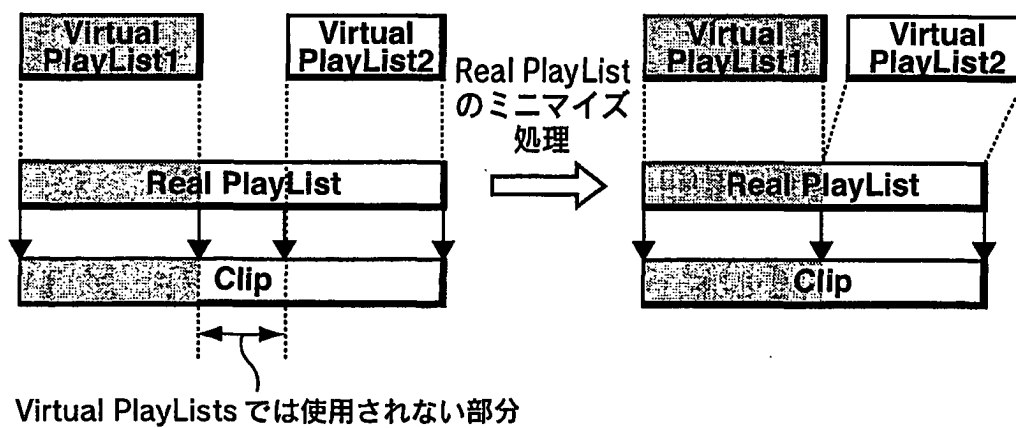 Virtual
PlayList1
Virtual
PlayList2
Real PlayList
のミニマイズ
処理
Virtual
PlayList1
Virtual
PlayList2
Real PlayList
Real PlayList
Clip
Clip
Virtual PlayLists では使用されない部分